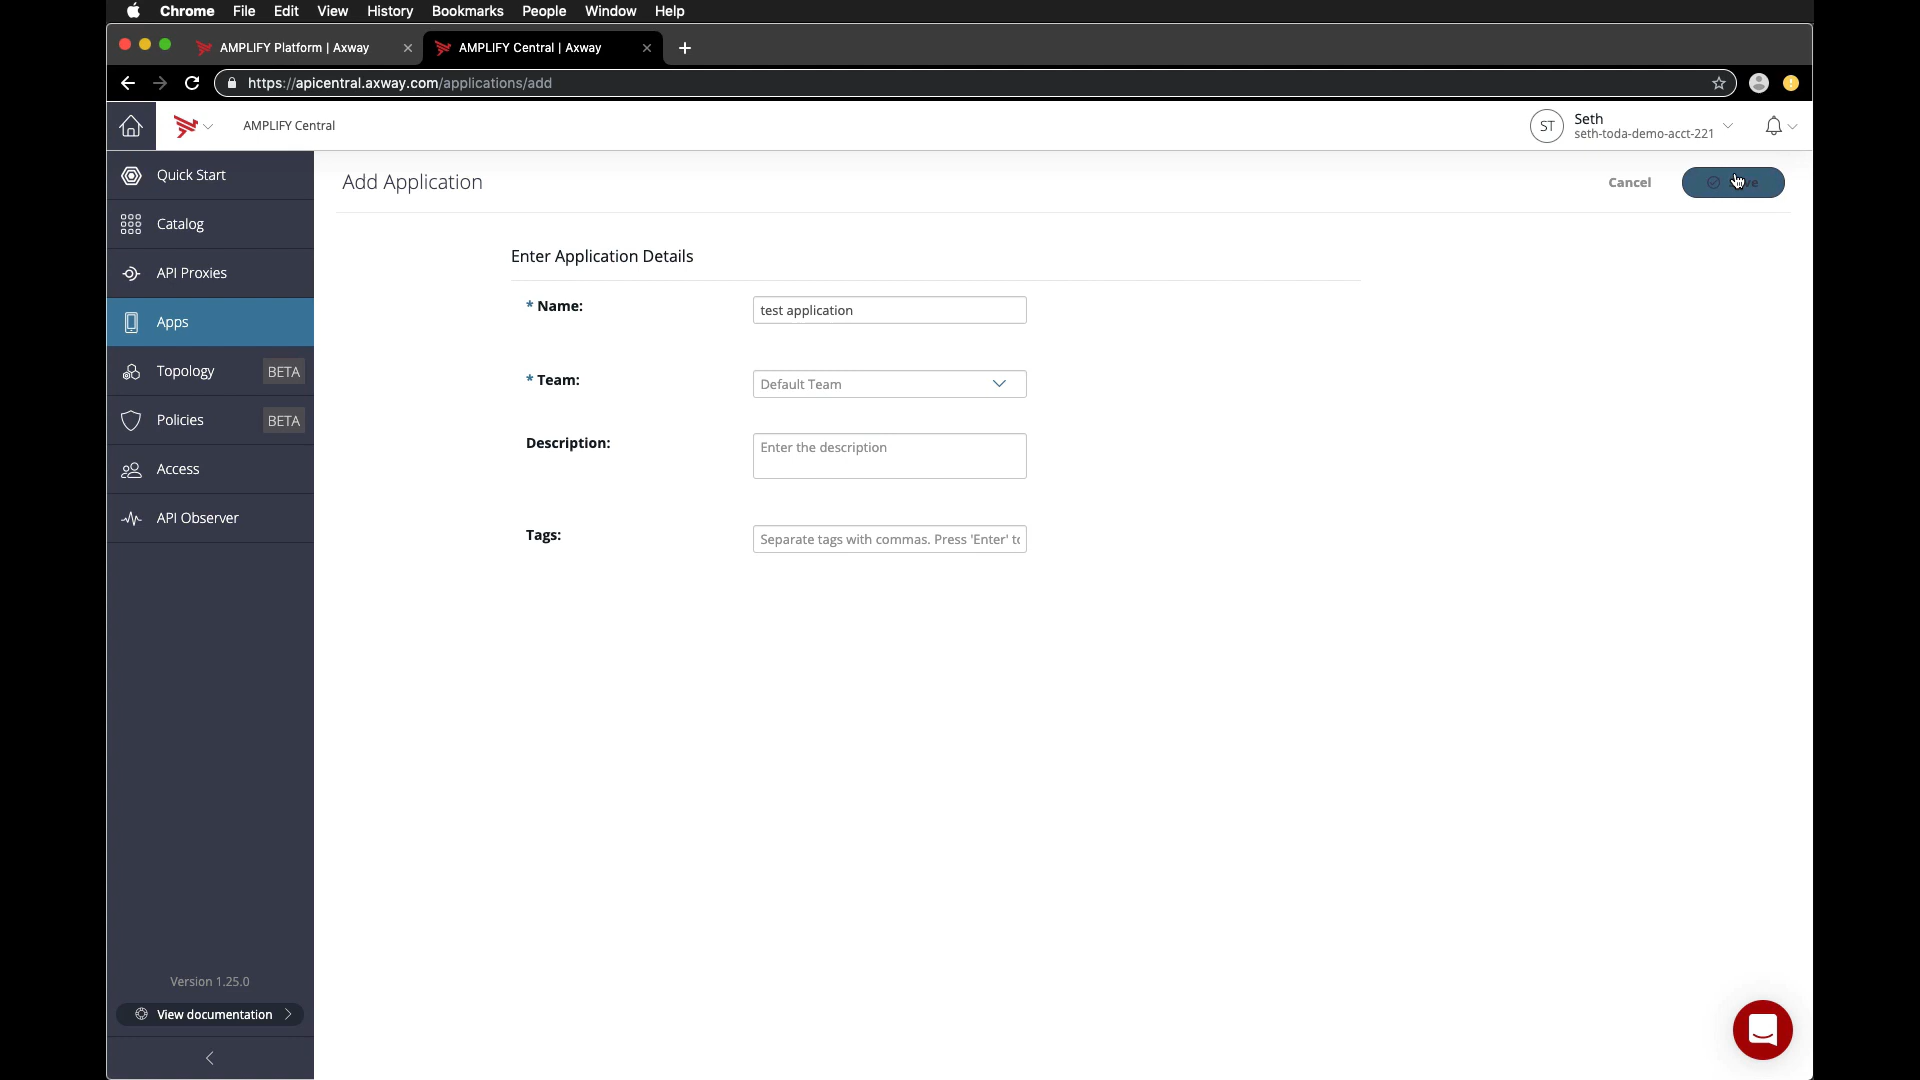 Chrome File Edit View History Bookmarks People Window Help
AMPLIFY Platform | Axway
AMPLIFY Central | Axway
https://apicentral.axway.com/applications/add
AMPLIFY Central
ST
Seth
seth-toda-demo-acct-221
Quick Start
Catalog
API Proxies
Apps
Topology BETA
Policies BETA
Access
API Observer
Version 1.25.0
View documentation
Add Application
Cancel
Enter Application Details
* Name:
test application
* Team:
Default Team
Description:
Enter the description
Tags:
Separate tags with commas. Press 'Enter' to